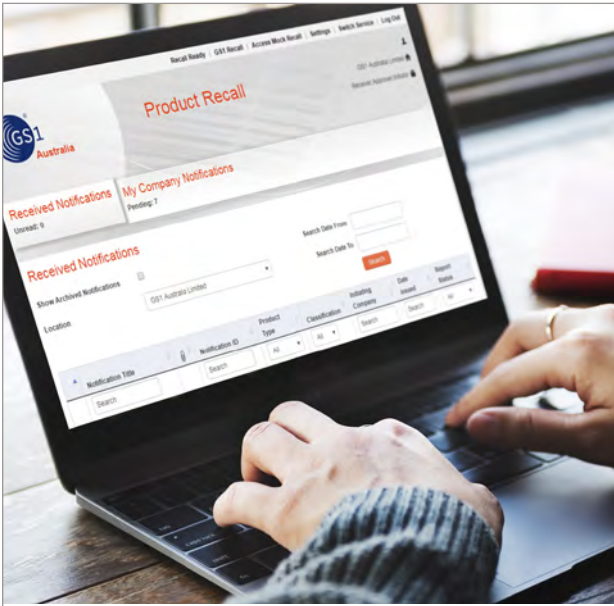 Recall Ready | GS1 Recall | Access Mock Recall | Settings | Switch Service | Log Out
GS1 Australia Limited
Receiver Approved Initiator
GS1
Australia
Product Recall
Received Notifications
Unread: 0
My Company Notifications
Pending: 7
Received Notifications
Show Archived Notifications
Search Date From
Location
GS1 Australia Limited
Search Date To
Search
Notification Title
Notification ID
Product Type
Classification
Initiating Company
Date Issued
Report Status
Search
Search
All
All
Search
Search
All